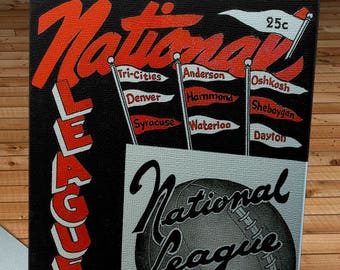 National
25c
LEAGUE
Tri-Cities
Anderson
Oshkosh
Denver
Hammond
Sheboygan
Syracuse
Waterloo
Dayton
National
League